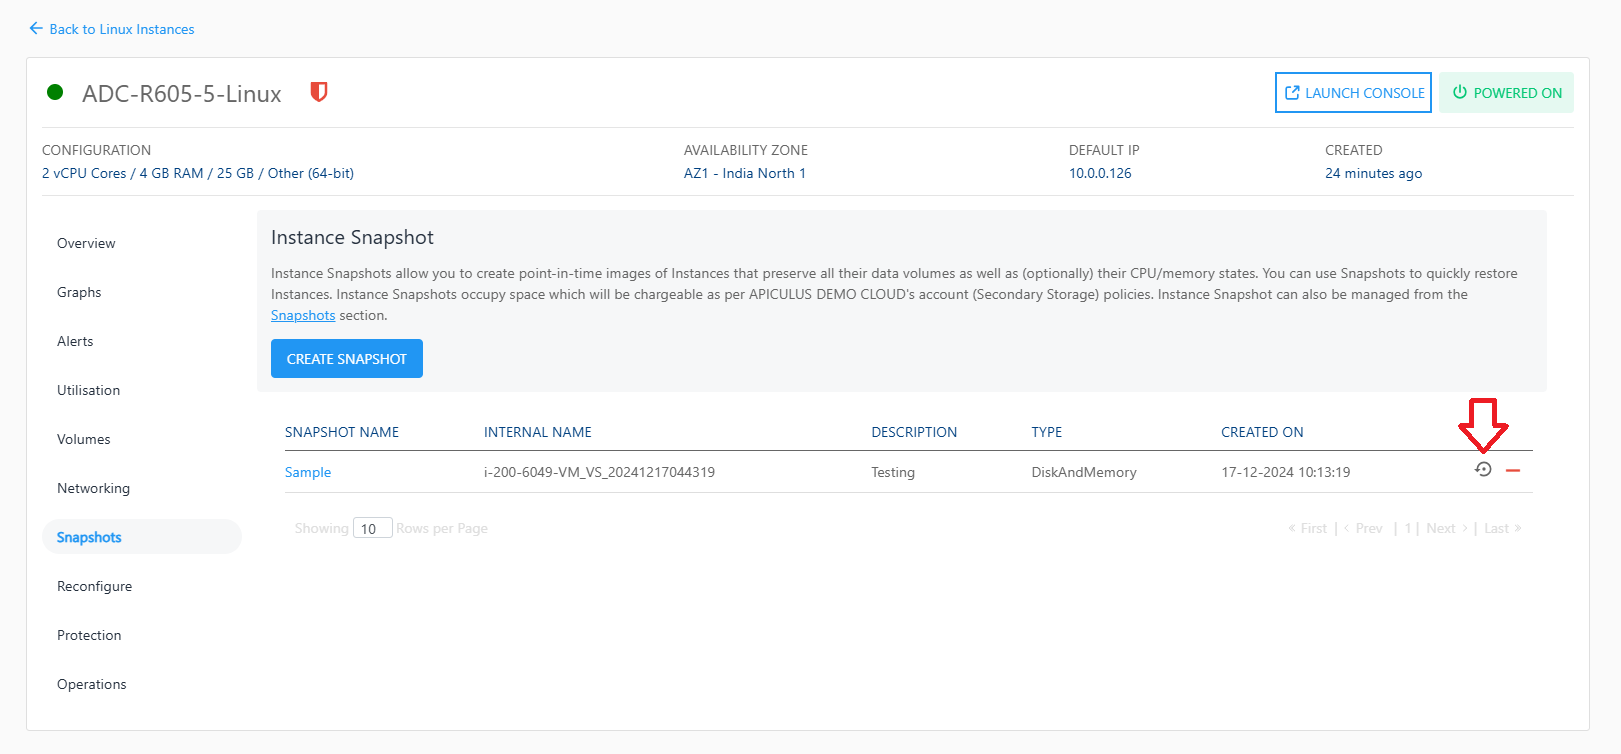 Back to Linux Instances
ADC-R605-5-Linux
LAUNCH CONSOLE
POWERED ON
CONFIGURATION
AVAILABILITY ZONE
DEFAULT IP
CREATED
2 vCPU Cores / 4 GB RAM / 25 GB / Other (64-bit)
AZ1 - India North 1
10.0.0.126
24 minutes ago
Overview
Graphs
Alerts
Utilisation
Volumes
Networking
Snapshots
Reconfigure
Protection
Operations
Instance Snapshot
Instance Snapshots allow you to create point-in-time images of Instances that preserve all their data volumes as well as (optionally) their CPU/memory states. You can use Snapshots to quickly restore
Instances. Instance Snapshots occupy space which will be chargeable as per APICULUS DEMO CLOUD's account (Secondary Storage) policies. Instance Snapshot can also be managed from the
Snapshots section.
CREATE SNAPSHOT
SNAPSHOT NAME INTERNAL NAME DESCRIPTION TYPE CREATED ON
Sample i-200-6049-VM_VS_20241217044319 Testing DiskAndMemory 17-12-2024 10:13:19
Showing 10 Rows per Page
« First | ‹ Prev | 1 | Next › | Last »